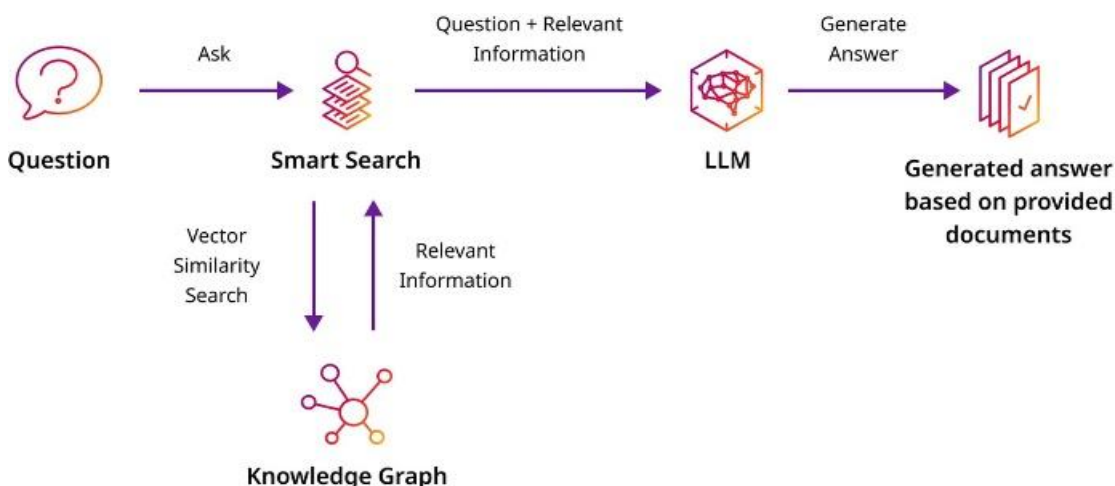 Ask
Question + Relevant
Information
Generate
Answer
Question
Smart Search
LLM
Generated answer
based on provided
documents
Vector
Similarity
Search
Relevant
Information
Knowledge Graph